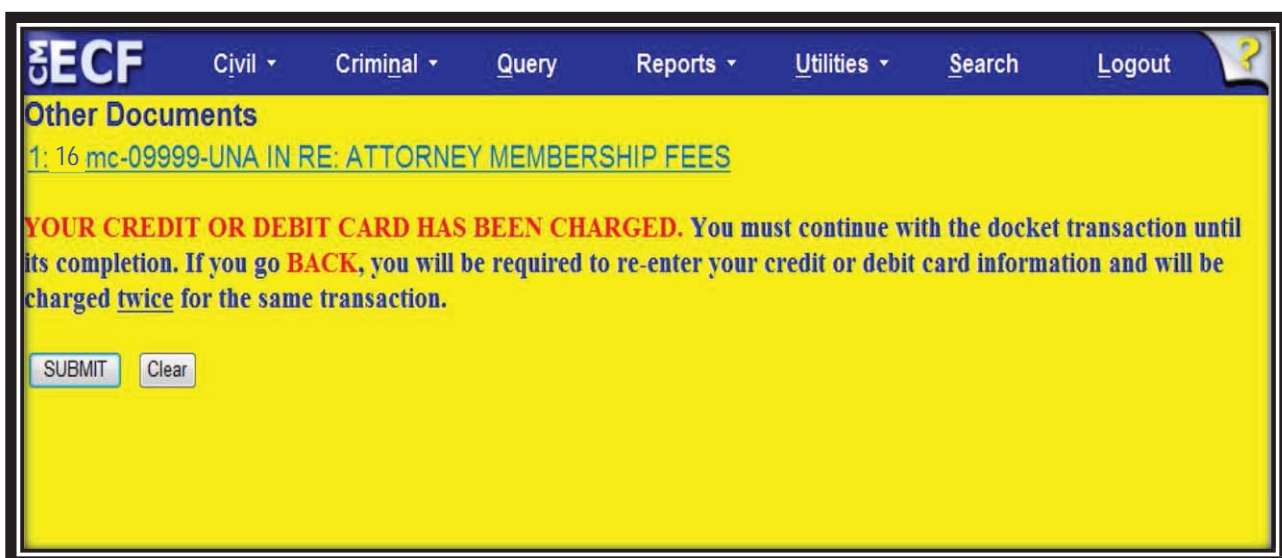 CM ECF Civil Criminal Query Reports Utilities Search Logout ?
Other Documents
1: 16 mc-09999-UNA IN RE: ATTORNEY MEMBERSHIP FEES
YOUR CREDIT OR DEBIT CARD HAS BEEN CHARGED. You must continue with the docket transaction until
its completion. If you go BACK, you will be required to re-enter your credit or debit card information and will be
charged twice for the same transaction.
SUBMIT Clear